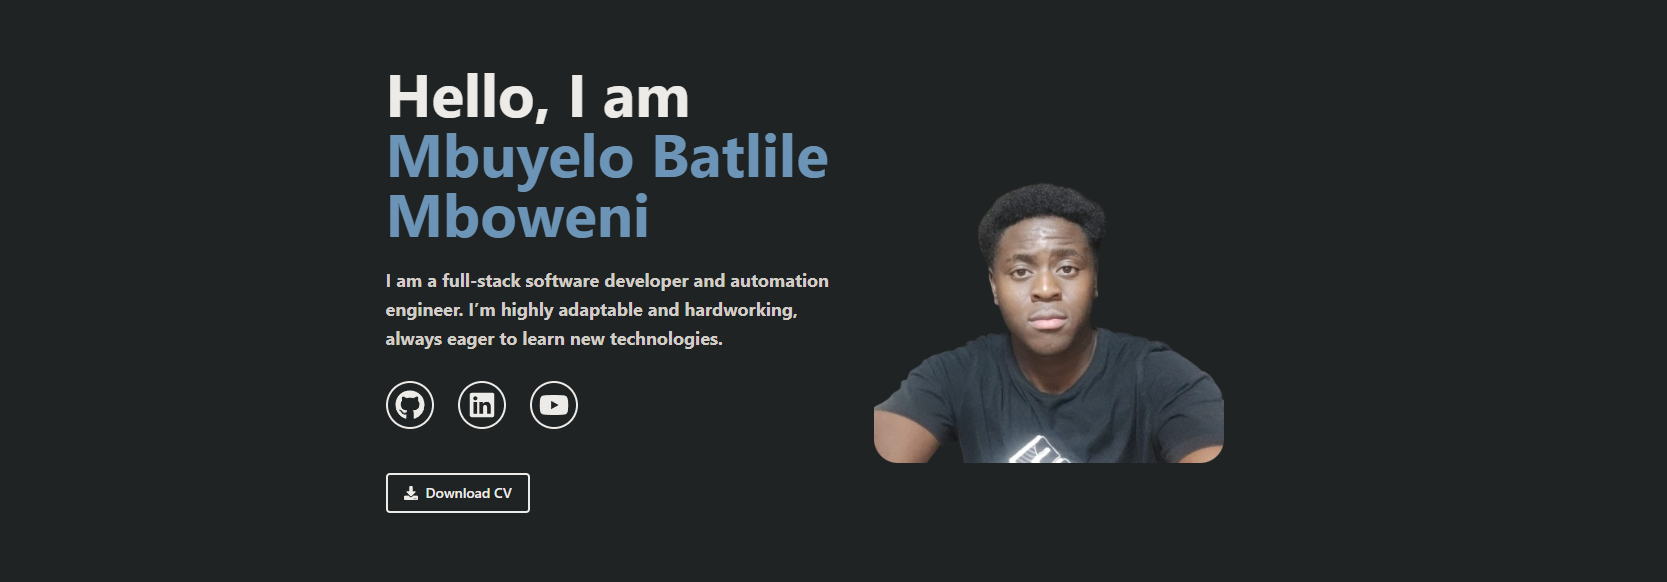 Hello, I am
Mbuyelo Batlile
Mboweni
I am a full-stack software developer and automation
engineer. I’m highly adaptable and hardworking,
always eager to learn new technologies.
in
Download CV